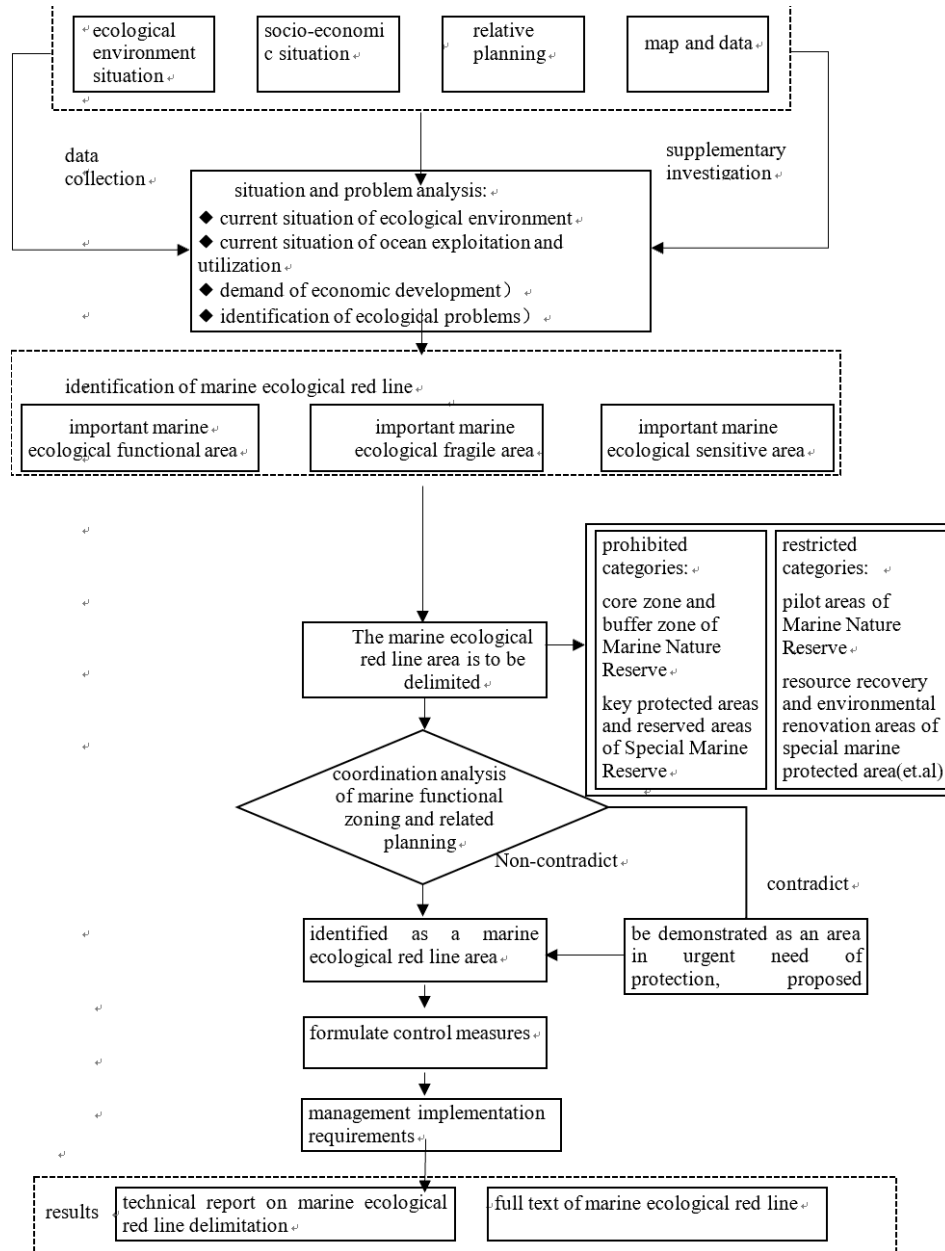 ecological
environment
situation
socio-economi
c situation
relative
planning
map and data
data
collection
supplementary
investigation
situation and problem analysis:
◆ current situation of ecological environment
◆ current situation of ocean exploitation and
utilization
◆ demand of economic development）
◆ identification of ecological problems）
identification of marine ecological red line
important marine
ecological functional area
important marine
ecological fragile area
important marine
ecological sensitive area
The marine ecological
red line area is to be
delimited
prohibited
categories:
core zone and
buffer zone of
Marine Nature
Reserve
key protected areas
and reserved areas
of Special Marine
Reserve
restricted
categories:
pilot areas of
Marine Nature
Reserve
resource recovery
and environmental
renovation areas of
special marine
protected area(et.al)
coordination analysis
of marine functional
zoning and related
planning
Non-contradict
contradict
identified as a marine
ecological red line area
be demonstrated as an area
in urgent need of
protection, proposed
formulate control measures
management implementation
requirements
results
technical report on marine ecological
red line delimitation
full text of marine ecological red line